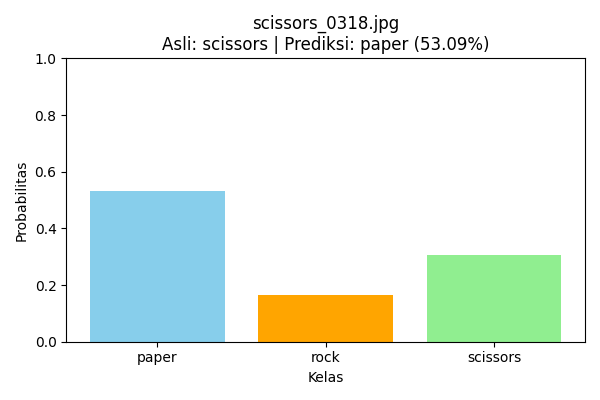 scissors_0318.jpg
Asli: scissors | Prediksi: paper (53.09%)
1.0
0.8
0.6
0.4
0.2
0.0
Probabilitas
paper rock scissors
Kelas